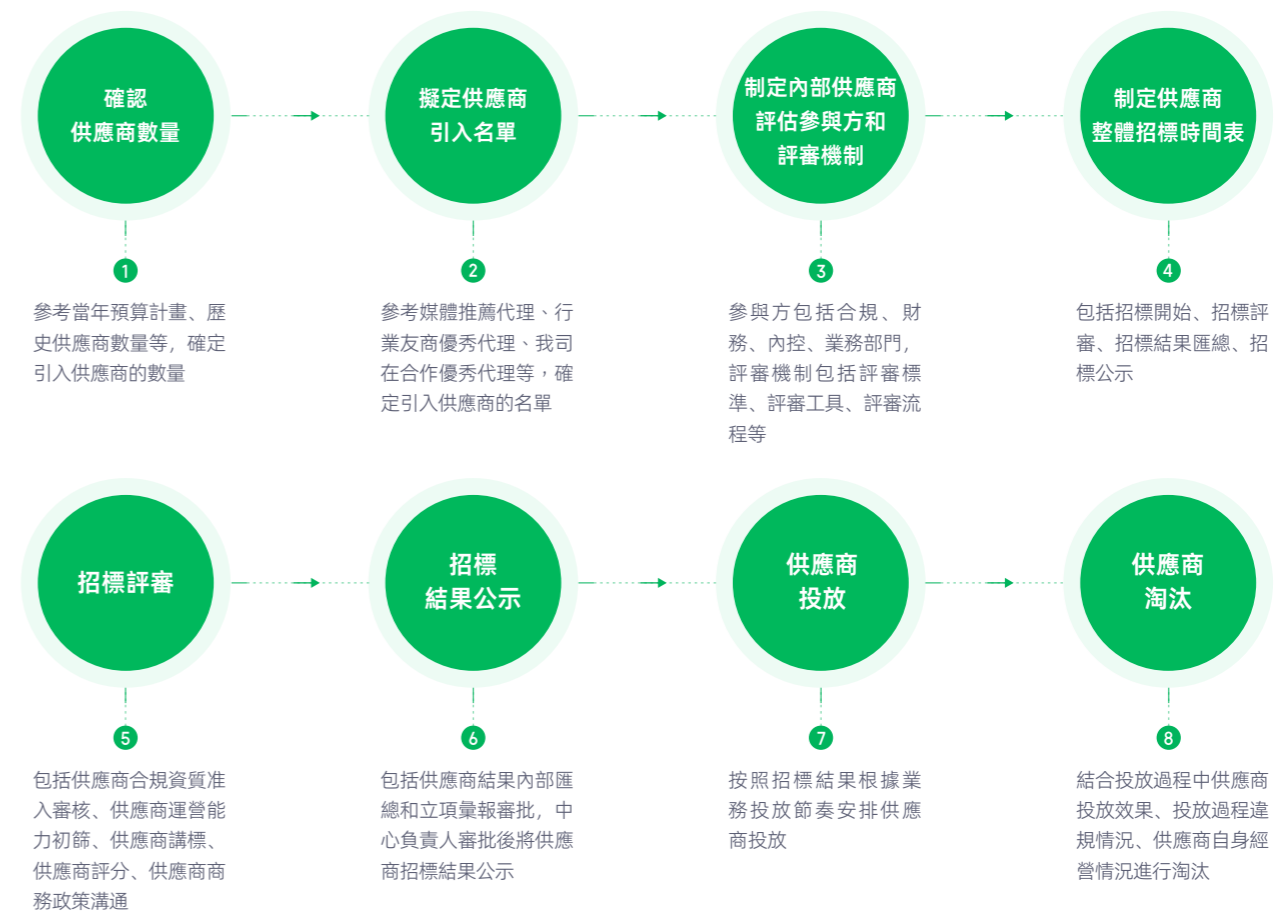 確認
供應商數量
擬定供應商
引入名單
制定內部供應商
評估參與方和
評審機制
制定供應商
整體招標時間表
1
參考當年預算計畫、歷
史供應商數量等，確定
引入供應商的數量
2
參考媒體推薦代理、行
業友商優秀代理、我司
在合作優秀代理等，確
定引入供應商的名單
3
參與方包括合規、財
務、內控、業務部門，
評審機制包括評審標
準、評審工具、評審流
程等
4
包括招標開始、招標評
審、招標結果匯總、招
標公示
招標評審
招標
結果公示
供應商
投放
供應商
淘汰
5
包括供應商合規資質准
入審核、供應商運營能
力初篩、供應商講標、
供應商評分、供應商商
務政策溝通
6
包括供應商結果內部匯
總和立項彙報審批，中
心負責人審批後將供應
商招標結果公示
7
按照招標結果根據業
務投放節奏安排供應
商投放
8
結合投放過程中供應商
投放效果、投放過程違
規情況、供應商自身經
營情況進行淘汰